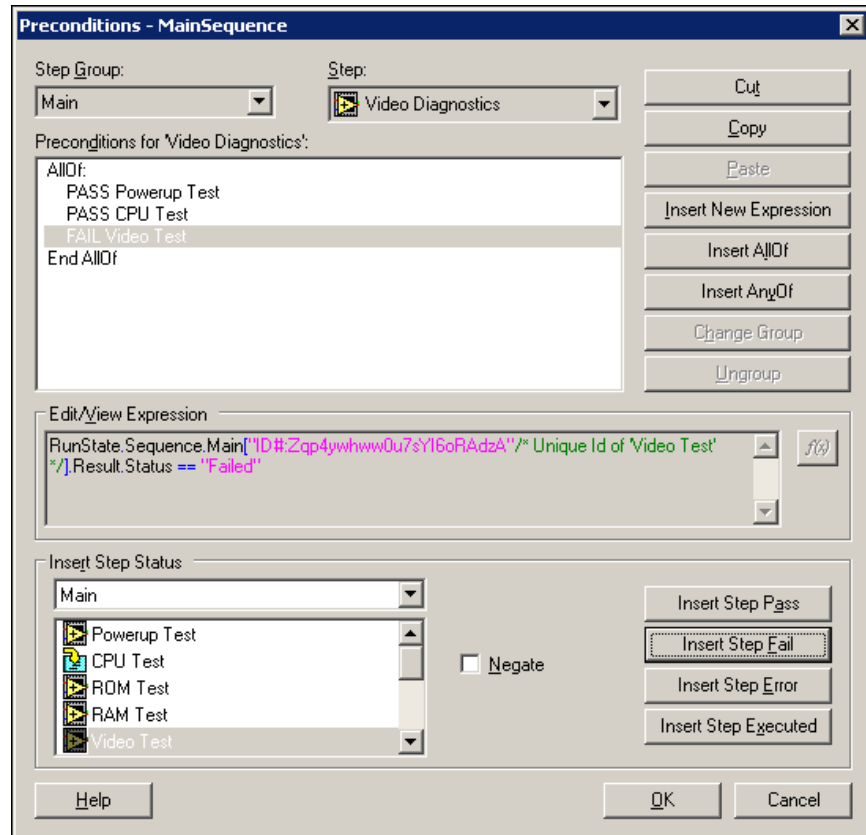 Preconditions - MainSequence
Step Group:
Step:
Main
Video Diagnostics
Cut
Copy
Paste
Insert New Expression
Insert AllOf
Insert AnyOf
Change Group
Ungroup
Preconditions for 'Video Diagnostics':
AllOf:
PASS Powerup Test
PASS CPU Test
FAIL Video Test
End AllOf
Edit/View Expression
RunState.Sequence.Main["ID#:Zqp4ywhww0u7sYI6oRAdzA"/* Unique Id of 'Video Test'
*/].Result.Status == "Failed"
f(x)
Insert Step Status
Main
Powerup Test
CPU Test
ROM Test
RAM Test
Video Test
Negate
Insert Step Pass
Insert Step Fail
Insert Step Error
Insert Step Executed
Help
OK
Cancel